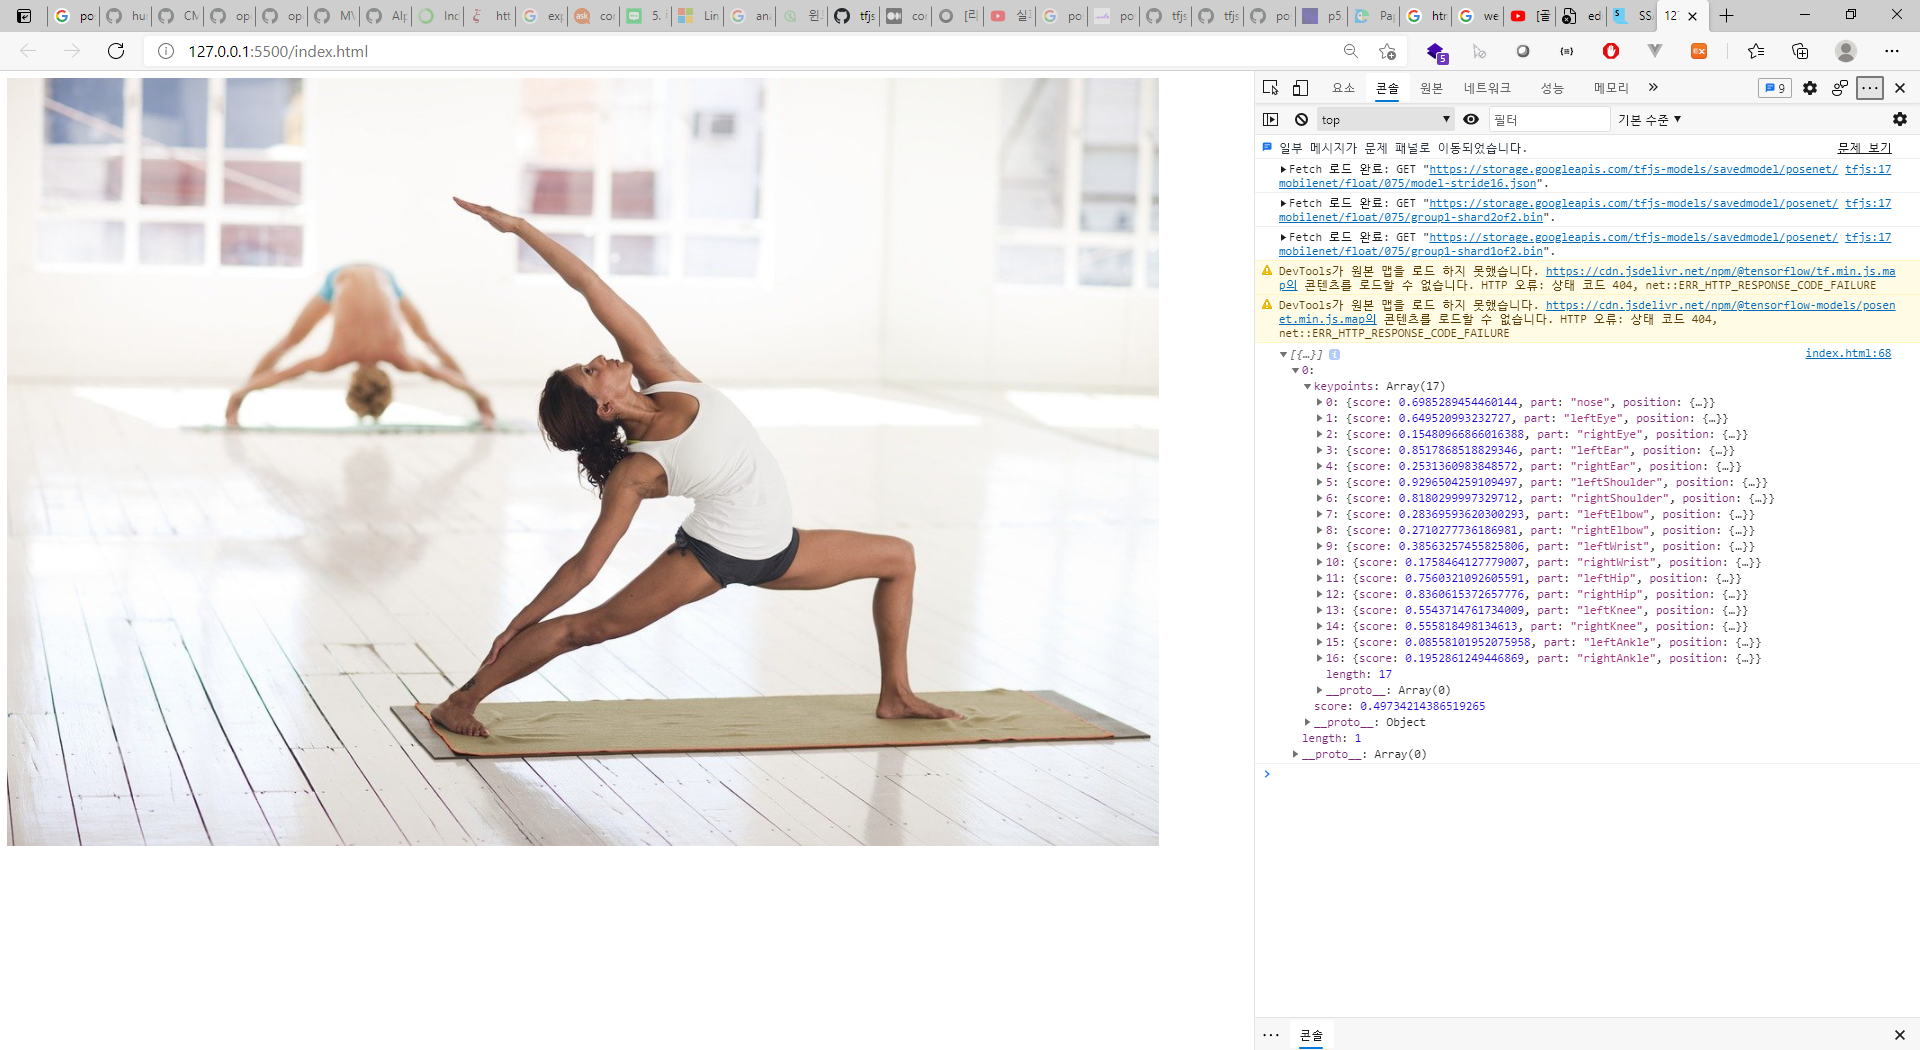 po
hu
CM
op
op
MV
Alp
Inc
htt
exp
cor
5. I
Lin
ana
윈
tfjs
cor
[리
실
po
po
tfjs
tfjs
po
p5.
Pap
htr
we
[골
ed
SS
127
127.0.0.1:5500/index.html
5
요소 콘솔 원본 네트워크 성능 메모리 » 9
top 필터 기본 수준
일부 메시지가 문제 패널로 이동되었습니다. 문제 보기
Fetch 로드 완료: GET "https://storage.googleapis.com/tfjs-models/savedmodel/posenet/ tfjs:17
mobilenet/float/075/model-stride16.json".
Fetch 로드 완료: GET "https://storage.googleapis.com/tfjs-models/savedmodel/posenet/ tfjs:17
mobilenet/float/075/group1-shard2of2.bin".
Fetch 로드 완료: GET "https://storage.googleapis.com/tfjs-models/savedmodel/posenet/ tfjs:17
mobilenet/float/075/group1-shard1of2.bin".
DevTools가 원본 맵을 로드 하지 못했습니다. https://cdn.jsdelivr.net/npm/@tensorflow/tf.min.js.ma
p의 콘텐츠를 로드할 수 없습니다. HTTP 오류: 상태 코드 404, net::ERR_HTTP_RESPONSE_CODE_FAILURE
DevTools가 원본 맵을 로드 하지 못했습니다. https://cdn.jsdelivr.net/npm/@tensorflow-models/posen
et.min.js.map의 콘텐츠를 로드할 수 없습니다. HTTP 오류: 상태 코드 404,
net::ERR_HTTP_RESPONSE_CODE_FAILURE
[{…}] index.html:68
0:
keypoints: Array(17)
0: {score: 0.6985289454460144, part: "nose", position: {…}}
1: {score: 0.649520993232727, part: "leftEye", position: {…}}
2: {score: 0.15480966866016388, part: "rightEye", position: {…}}
3: {score: 0.8517868518829346, part: "leftEar", position: {…}}
4: {score: 0.2531360983848572, part: "rightEar", position: {…}}
5: {score: 0.9296504259109497, part: "leftShoulder", position: {…}}
6: {score: 0.8180299997329712, part: "rightShoulder", position: {…}}
7: {score: 0.28369593620300293, part: "leftElbow", position: {…}}
8: {score: 0.2710277736186981, part: "rightElbow", position: {…}}
9: {score: 0.38563257455825806, part: "leftWrist", position: {…}}
10: {score: 0.1758464127779007, part: "rightWrist", position: {…}}
11: {score: 0.7560321092605591, part: "leftHip", position: {…}}
12: {score: 0.8360615372657776, part: "rightHip", position: {…}}
13: {score: 0.5543714761734009, part: "leftKnee", position: {…}}
14: {score: 0.555818498134613, part: "rightKnee", position: {…}}
15: {score: 0.08558101952075958, part: "leftAnkle", position: {…}}
16: {score: 0.1952861249446869, part: "rightAnkle", position: {…}}
length: 17
__proto__: Array(0)
score: 0.49734214386519265
__proto__: Object
length: 1
__proto__: Array(0)
콘솔